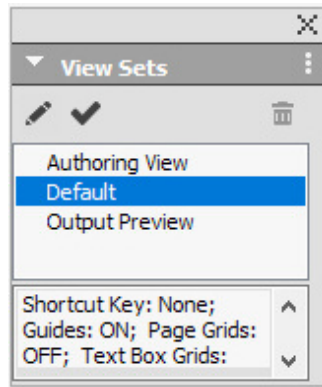 View Sets
Authoring View
Default
Output Preview
Shortcut Key: None;
Guides: ON; Page Grids:
OFF; Text Box Grids: